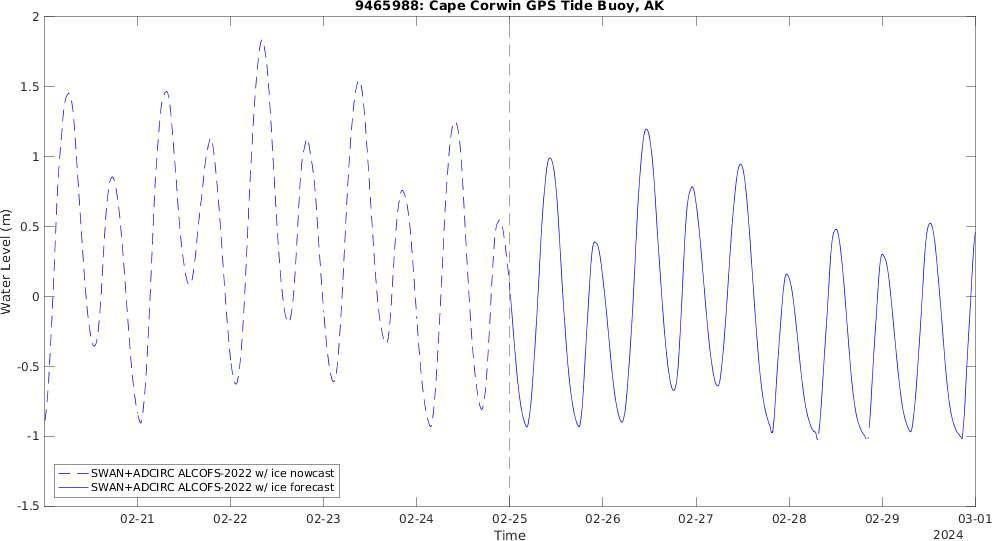 9465988: Cape Corwin GPS Tide Buoy, AK
Water Level (m)
2
1.5
1
0.5
0
-0.5
-1
-1.5
SWAN+ADCIRC ALCOFS-2022 w/ ice nowcast
SWAN+ADCIRC ALCOFS-2022 w/ ice forecast
02-21 02-22 02-23 02-24 02-25 02-26 02-27 02-28 02-29 03-01
Time
2024